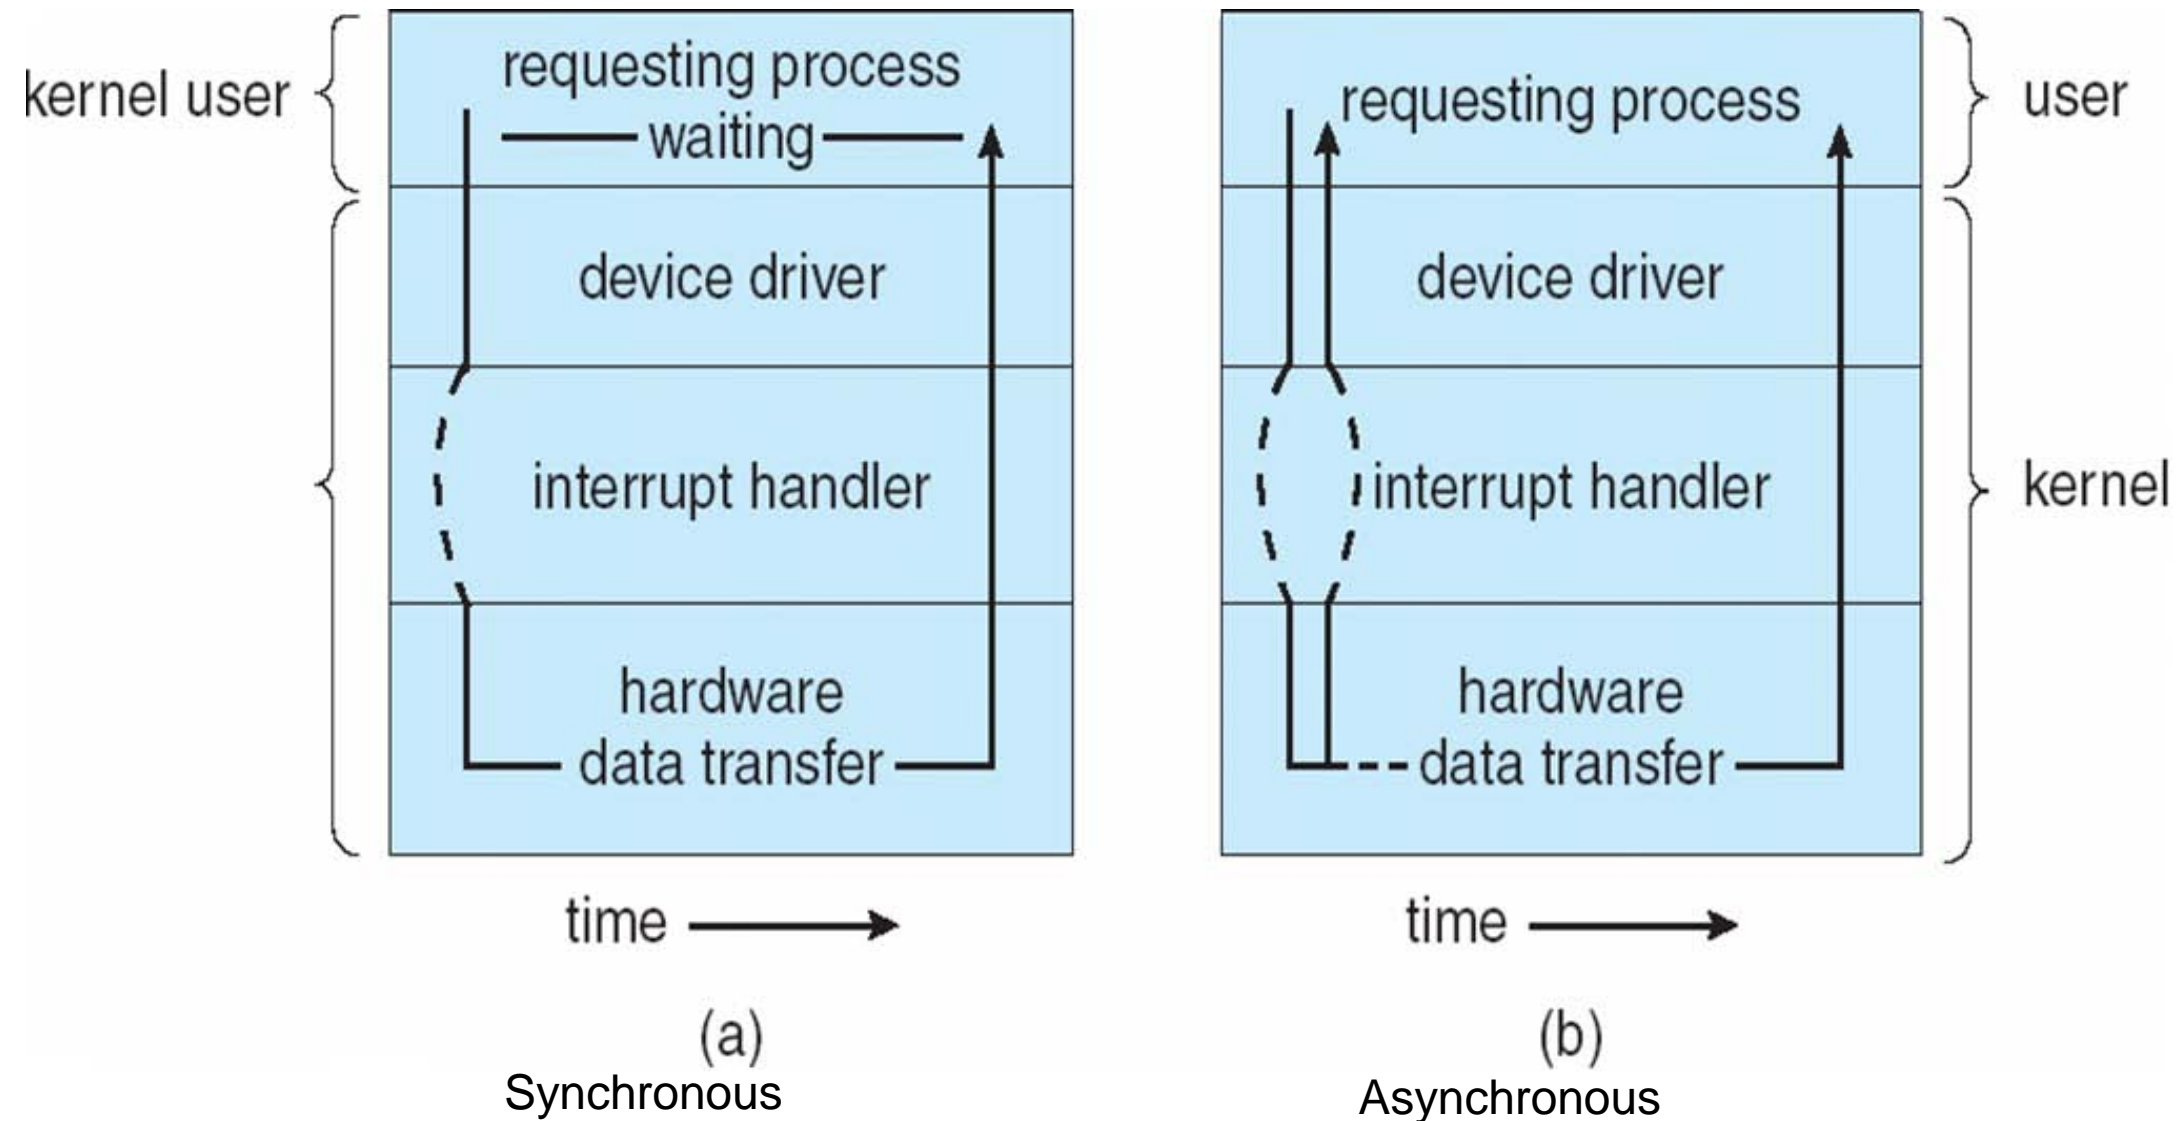 kernel user
requesting process
waiting
device driver
interrupt handler
hardware
data transfer
time
(a)
Synchronous
requesting process
user
device driver
interrupt handler
kernel
hardware
data transfer
time
(b)
Asynchronous